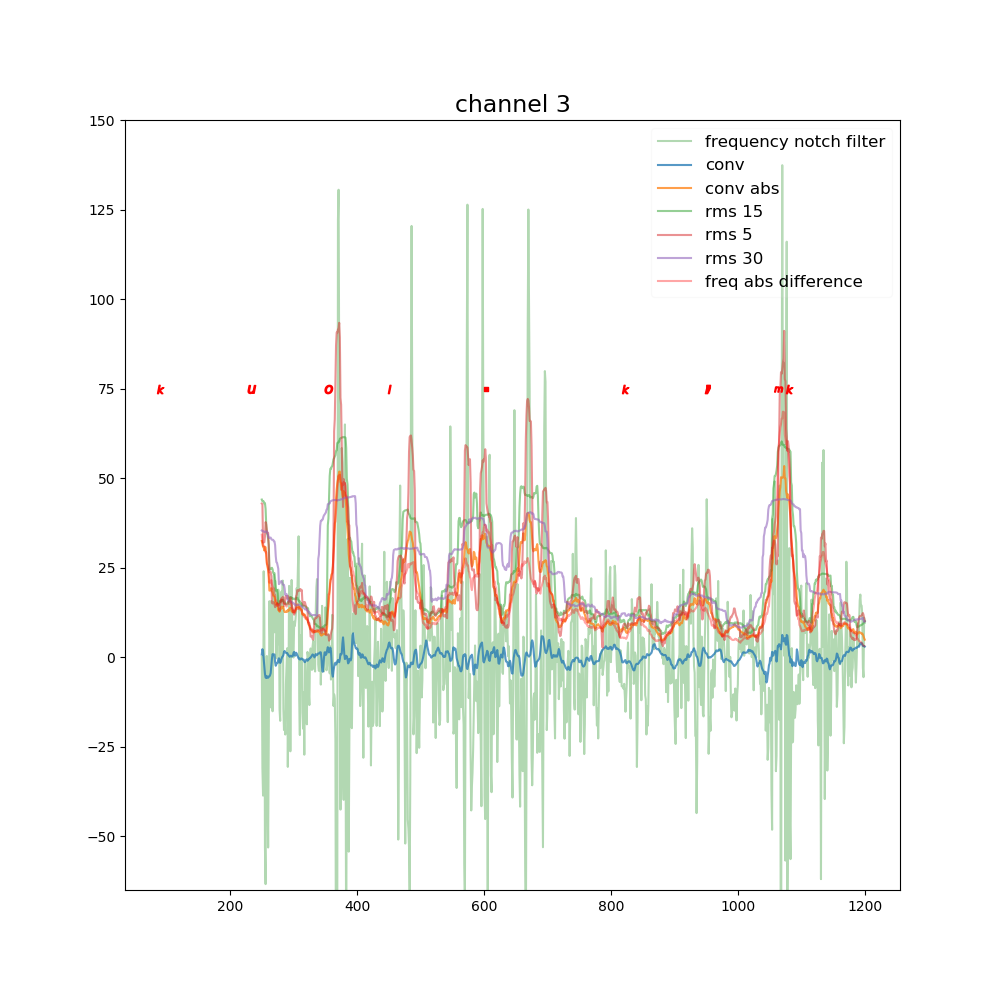 channel 3
150
125
100
75
50
25
0
−25
−50
frequency notch filter
conv
conv abs
rms 15
rms 5
rms 30
freq abs difference
k u o l k m k
200 400 600 800 1000 1200